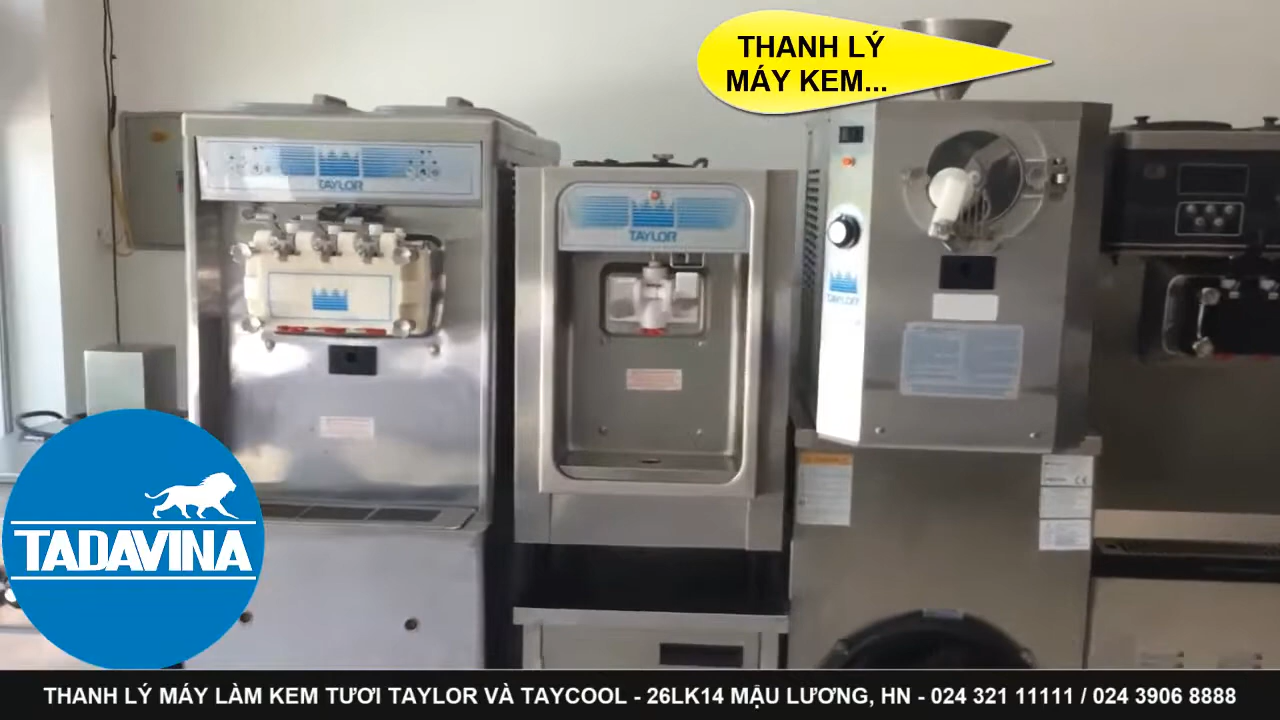 THANH LÝ
MÁY KEM...
TAYLOR
TAYLOR
TAYLOR
TADAVINA
THANH LÝ MÁY LÀM KEM TƯƠI TAYLOR VÀ TAYCOOL - 26LK14 MẬU LƯƠNG, HN - 024 321 11111 / 024 3906 8888